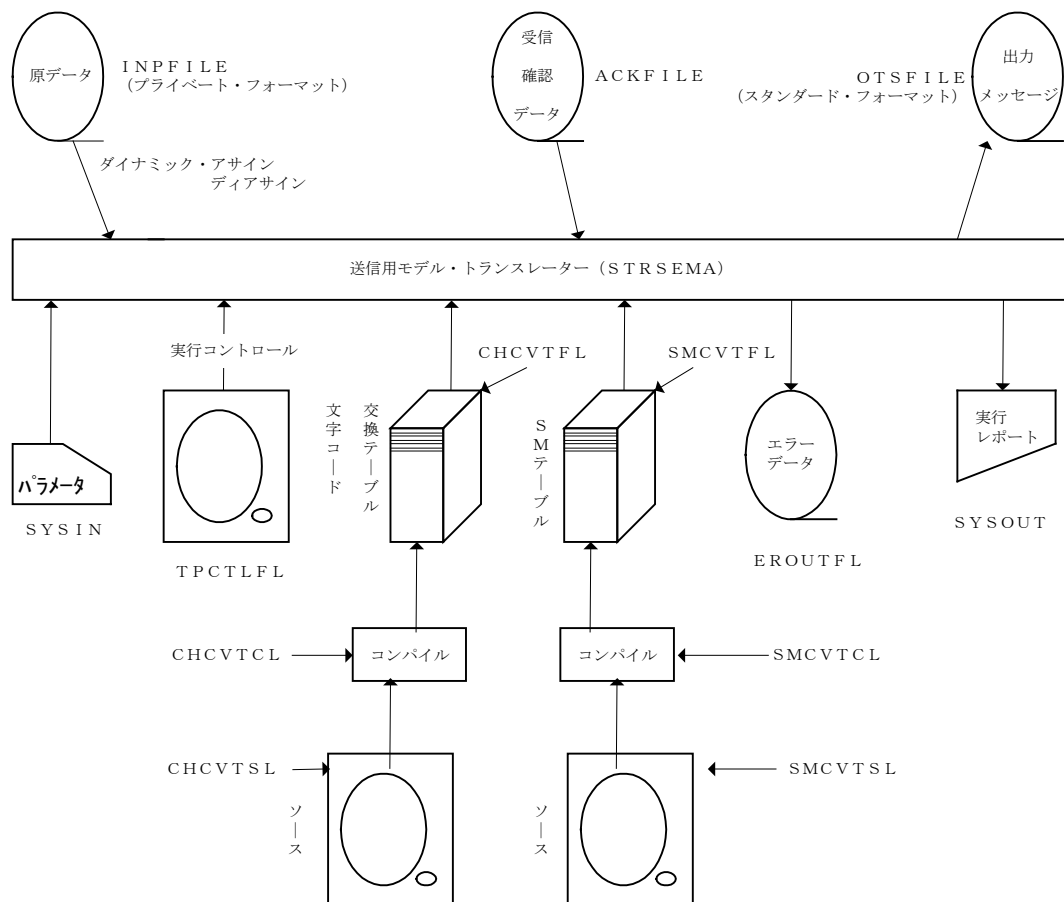 原データ
ＩＮＰＦＩＬＥ
（プライベート・フォーマット）
受信
確認
データ
ＡＣＫＦＩＬＥ
ＯＴＳＦＩＬＥ
（スタンダード・フォーマット）
出力
メッセージ
ダイナミック・アサイン
ディアサイン
送信用モデル・トランスレーター（ＳＴＲＳＥＭＡ）
実行コントロール
ＣＨＣＶＴＦＬ
ＳＭＣＶＴＦＬ
パラメータ
ＳＹＳＩＮ
ＴＰＣＴＬＦＬ
文字コード
交換テーブル
ＳＭテーブル
エラー
データ
ＥＲＯＵＴＦＬ
実行
レポート
ＳＹＳＯＵＴ
ＣＨＣＶＴＣＬ
コンパイル
コンパイル
ＳＭＣＶＴＣＬ
ＣＨＣＶＴＳＬ
ソース
ソース
ＳＭＣＶＴＳＬ